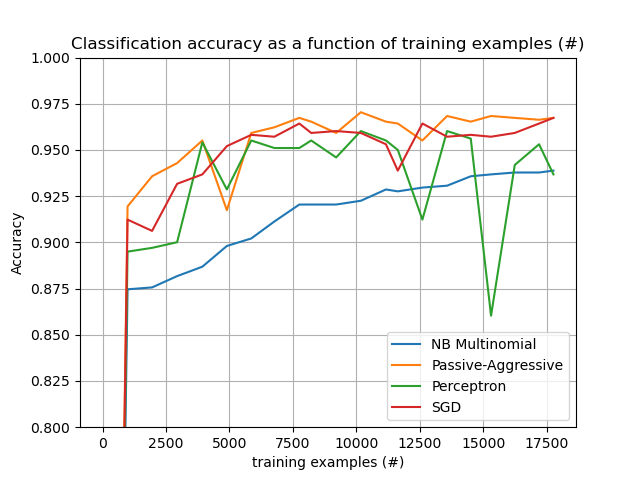 Classification accuracy as a function of training examples (#)
1.000
0.975
0.950
0.925
0.900
0.875
0.850
0.825
0.800
Accuracy
NB Multinomial
Passive-Aggressive
Perceptron
SGD
0 2500 5000 7500 10000 12500 15000 17500
training examples (#)